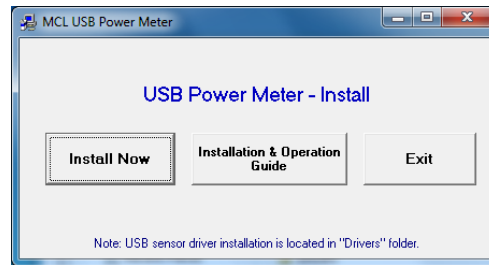 MCL USB Power Meter
USB Power Meter - Install
Install Now
Installation & Operation
Guide
Exit
Note: USB sensor driver installation is located in "Drivers" folder.